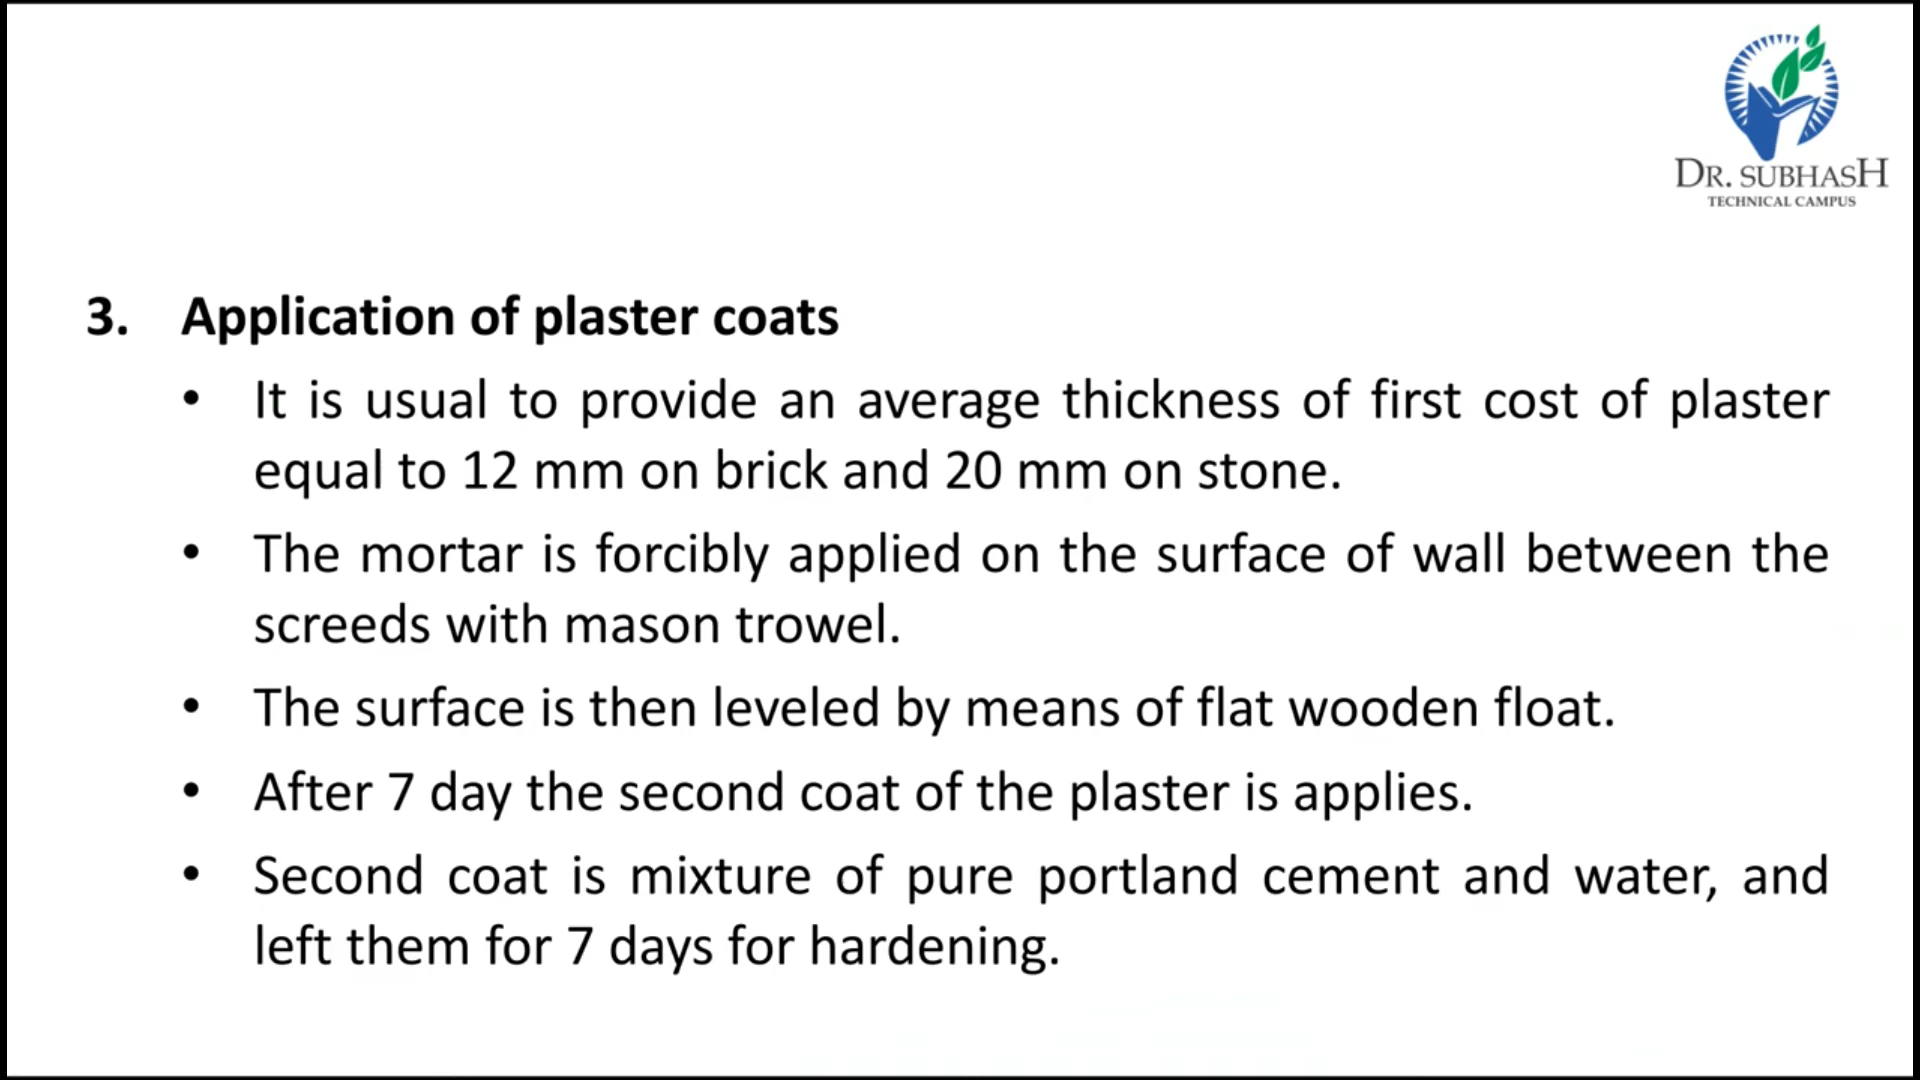 DR. SUBHASH
TECHNICAL CAMPUS
3. Application of plaster coats
• It is usual to provide an average thickness of first cost of plaster
equal to 12 mm on brick and 20 mm on stone.
• The mortar is forcibly applied on the surface of wall between the
screeds with mason trowel.
• The surface is then leveled by means of flat wooden float.
• After 7 day the second coat of the plaster is applies.
• Second coat is mixture of pure portland cement and water, and
left them for 7 days for hardening.